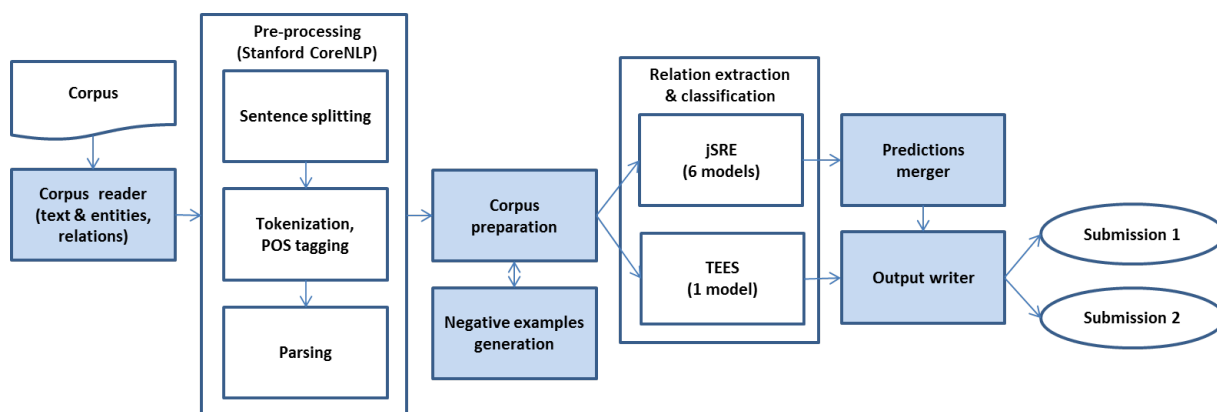 Corpus
Corpus reader
(text & entities,
relations)
Pre-processing
(Stanford CoreNLP)
Sentence splitting
Tokenization,
POS tagging
Parsing
Corpus
preparation
Negative examples
generation
Relation extraction
& classification
jSRE
(6 models)
TEES
(1 model)
Predictions
merger
Output writer
Submission 1
Submission 2